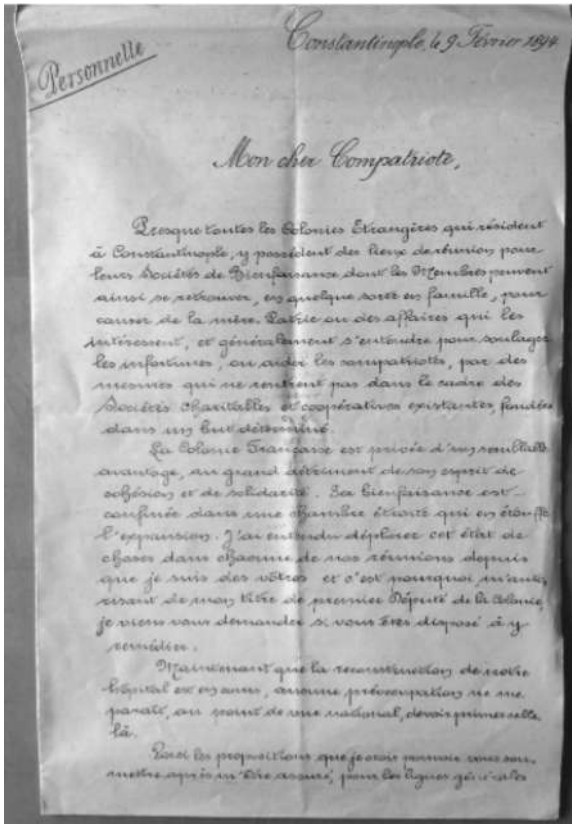 Constantinople, le 9 Février 1894
Personnelle
Mon cher Compatriote,
Presque toutes les Colonies Etrangères qui résident
à Constantinople, y possèdent des lieux de réunion pour
leurs Sociétés de Bienfaisance dont les Membres peuvent
ainsi se retrouver, en quelque sorte en famille, pour
causer de la mère-Patrie ou des affaires qui les
intéressent, et généralement s'entendre pour soulager
les infortunes, ou aider les compatriotes, par des
mesures qui ne rentrent pas dans le cadre des
Sociétés charitables et coopératives existantes, fondées
dans un but déterminé.
La Colonie Française est privée d'un semblable
avantage, au grand détriment de son esprit de
cohésion et de solidarité. Sa bienfaisance est
confinée dans une chambre étroite qui en étouffe
l'expansion. J'ai entendu déplorer cet état de
choses dans chacune de nos réunions depuis
que je suis des vôtres et c'est pourquoi m'auto-
risant de mon titre de premier Député de la Colonie,
je viens vous demander si vous êtes disposé à y
remédier.
Maintenant que la reconstruction de notre
hôpital est en cours, aucune préoccupation ne me
paraît, au point de vue national, devoir primer celle
là.
Voici les propositions que je crois pouvoir vous sou-
mettre après m'être assuré, pour les lignes générales